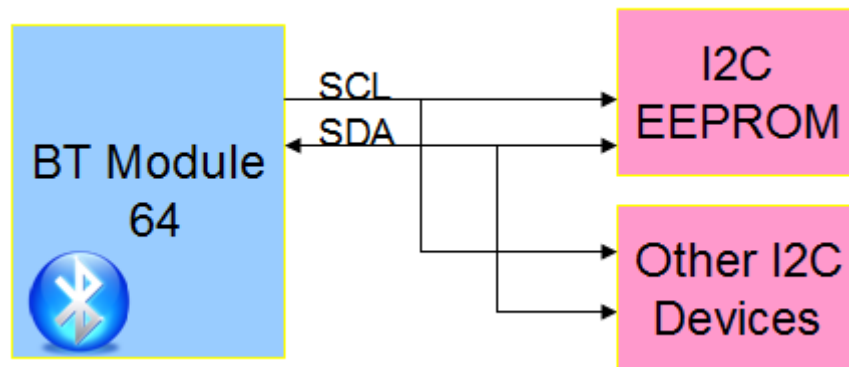 BT Module
64
SCL
SDA
I2C
EEPROM
Other I2C
Devices